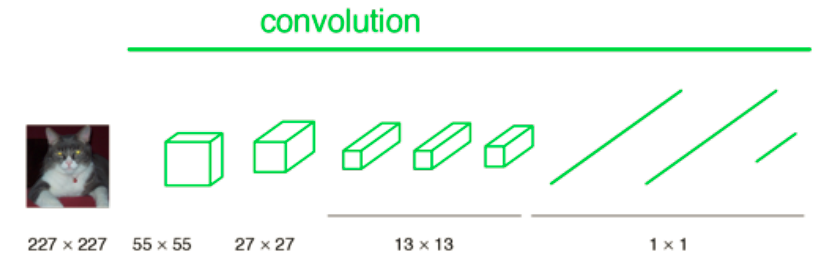 convolution
227 × 227 55 × 55 27 × 27 13 × 13 1 × 1